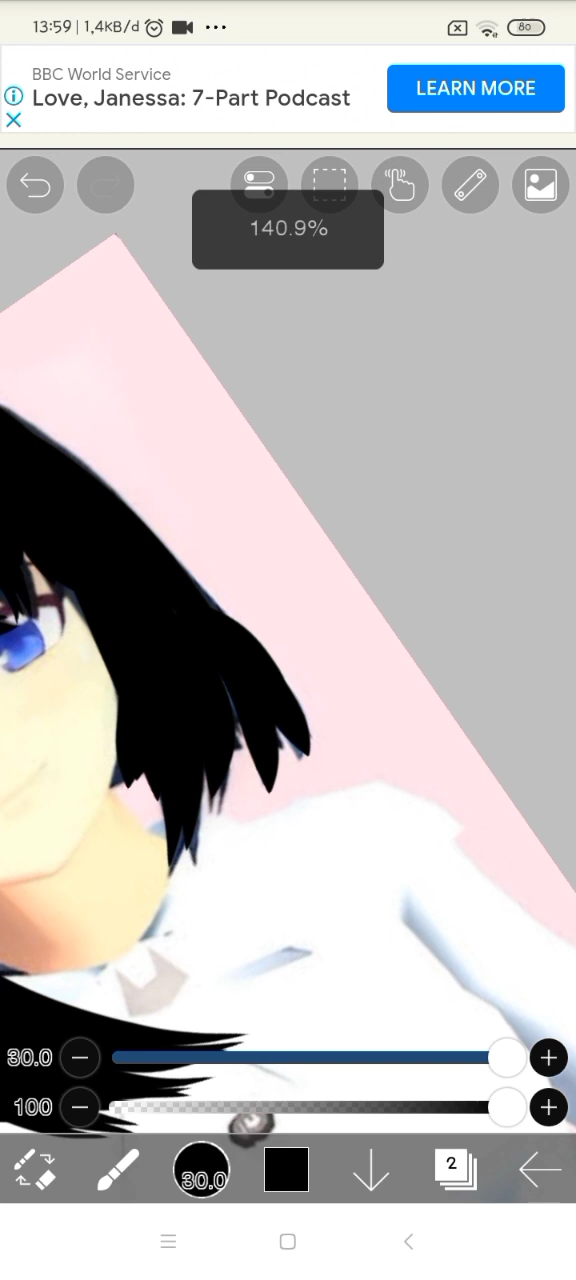 13:59 | 1,4KB/d
80
BBC World Service
Love, Janessa: 7-Part Podcast
LEARN MORE
140.9%
30.0
100
30.0
2